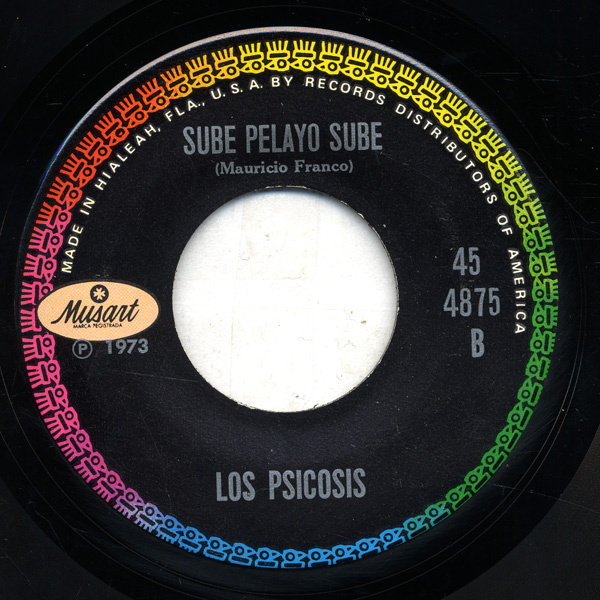 MADE IN HIALEAH, FLA., U.S.A. BY RECORDS DISTRIBUTORS OF AMERICA
SUBE PELAYO SUBE
(Mauricio Franco)
45
4875
B
Musart
MARCA REGISTRADA
Ⓟ 1973
LOS PSICOSIS